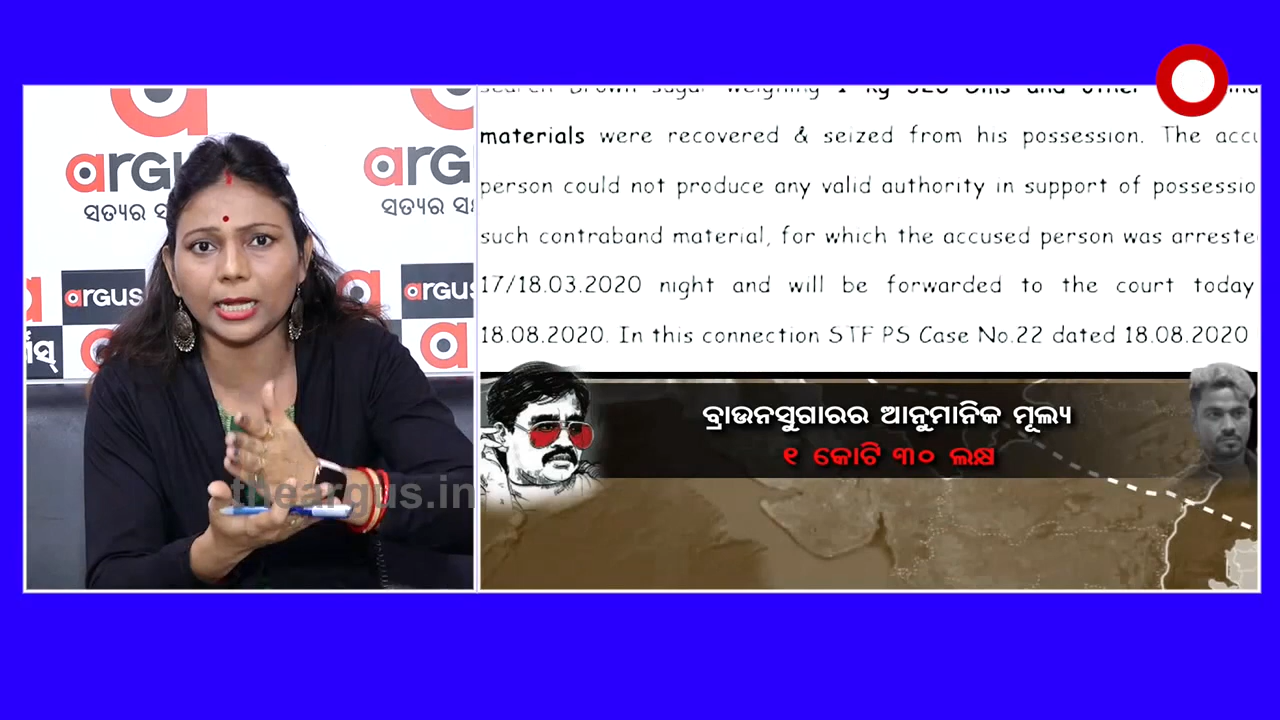 argus
ସତ୍ୟର
ସତ୍ୟର
argus
argus
theargus.in
materials were recovered & seized from his possession. The
person could not produce any valid authority in support of
such contraband material, for which the accused person was
17/18.03.2020 night and will be forwarded to the court today
18.08.2020. In this connection STF PS Case No.22 dated 18.08.2020
ବ୍ରାଉନସୁଗାରର ଆନୁମାନିକ ମୂଲ୍ୟ
୧ କୋଟି ୩୦ ଲକ୍ଷ